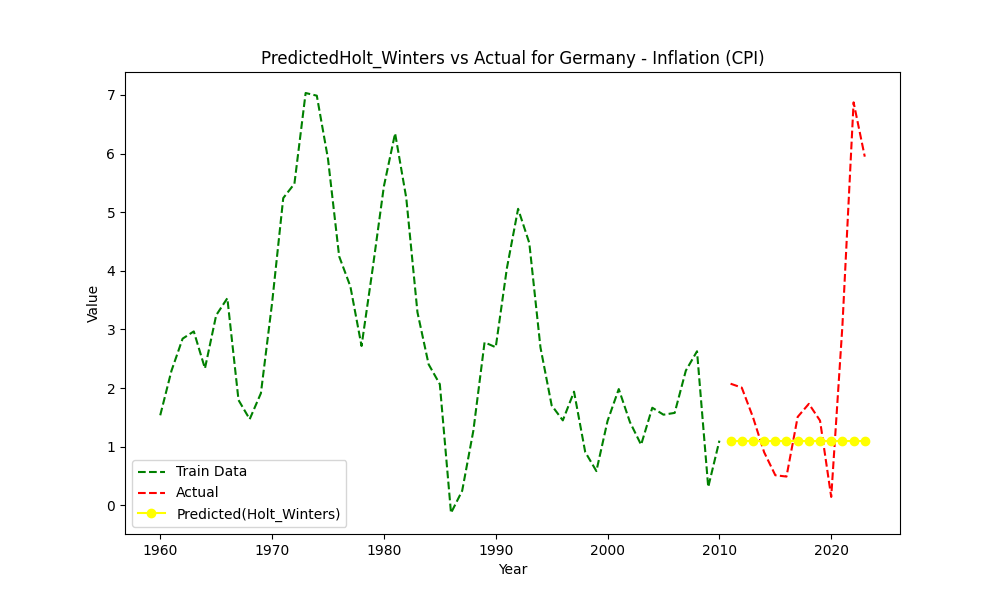 PredictedHolt_Winters vs Actual for Germany - Inflation (CPI)
Value
7
6
5
4
3
2
1
0
Train Data
Actual
Predicted(Holt_Winters)
1960 1970 1980 1990 2000 2010 2020
Year